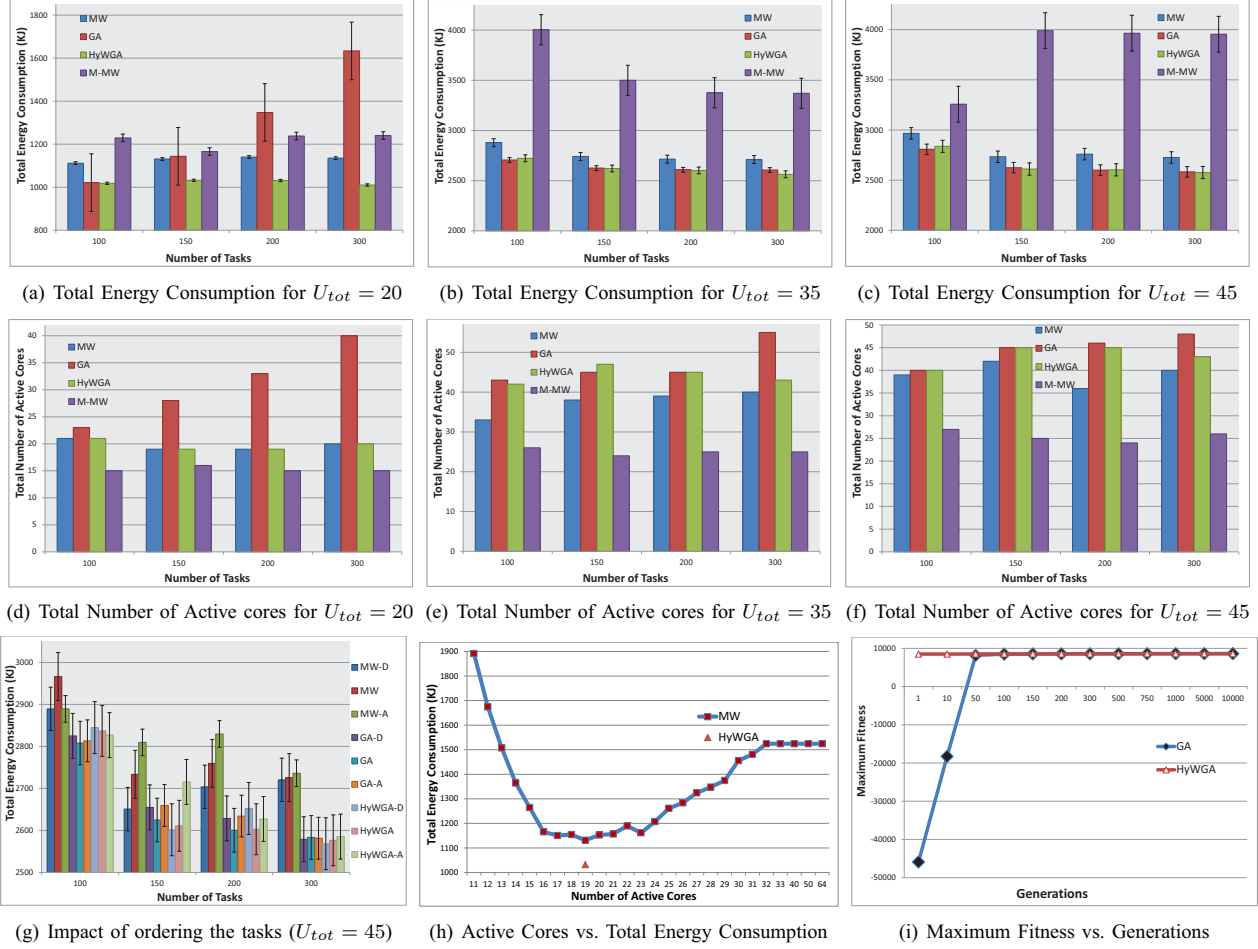 Total Energy Consumption (KJ)
1800
1600
1400
1200
1000
800
MW
GA
HyWGA
M-MW
100 150 200 300
Number of Tasks
(a) Total Energy Consumption for U_tot = 20
Total Energy Consumption (KJ)
4000
3500
3000
2500
2000
MW
GA
HyWGA
M-MW
100 150 200 300
Number of Tasks
(b) Total Energy Consumption for U_tot = 35
Total Energy Consumption (KJ)
4000
3500
3000
2500
2000
MW
GA
HyWGA
M-MW
100 150 200 300
Number of Tasks
(c) Total Energy Consumption for U_tot = 45
Total Number of Active Cores
40
35
30
25
20
15
10
5
0
MW
GA
HyWGA
M-MW
100 150 200 300
Number of Tasks
(d) Total Number of Active cores for U_tot = 20
Total Number of Active Cores
50
40
30
20
10
0
MW
GA
HyWGA
M-MW
100 150 200 300
Number of Tasks
(e) Total Number of Active cores for U_tot = 35
Total Number of Active Cores
50
45
40
35
30
25
20
15
10
5
0
MW
GA
HyWGA
M-MW
100 150 200 300
Number of Tasks
(f) Total Number of Active cores for U_tot = 45
Total Energy Consumption (KJ)
3000
2900
2800
2700
2600
2500
MW-D
MW
MW-A
GA-D
GA
GA-A
HyWGA-D
HyWGA
HyWGA-A
100 150 200 300
Number of Tasks
(g) Impact of ordering the tasks (U_tot = 45)
Total Energy Consumption (KJ)
1900
1800
1700
1600
1500
1400
1300
1200
1100
1000
MW
HyWGA
11 12 13 14 15 16 17 18 19 20 21 22 23 24 25 26 27 28 29 30 31 32 33 40 50 64
Number of Active Cores
(h) Active Cores vs. Total Energy Consumption
Maximum Fitness
10000
0
-10000
-20000
-30000
-40000
-50000
1 10 50 100 150 200 300 500 750 1000 5000 10000
GA
HyWGA
Generations
(i) Maximum Fitness vs. Generations